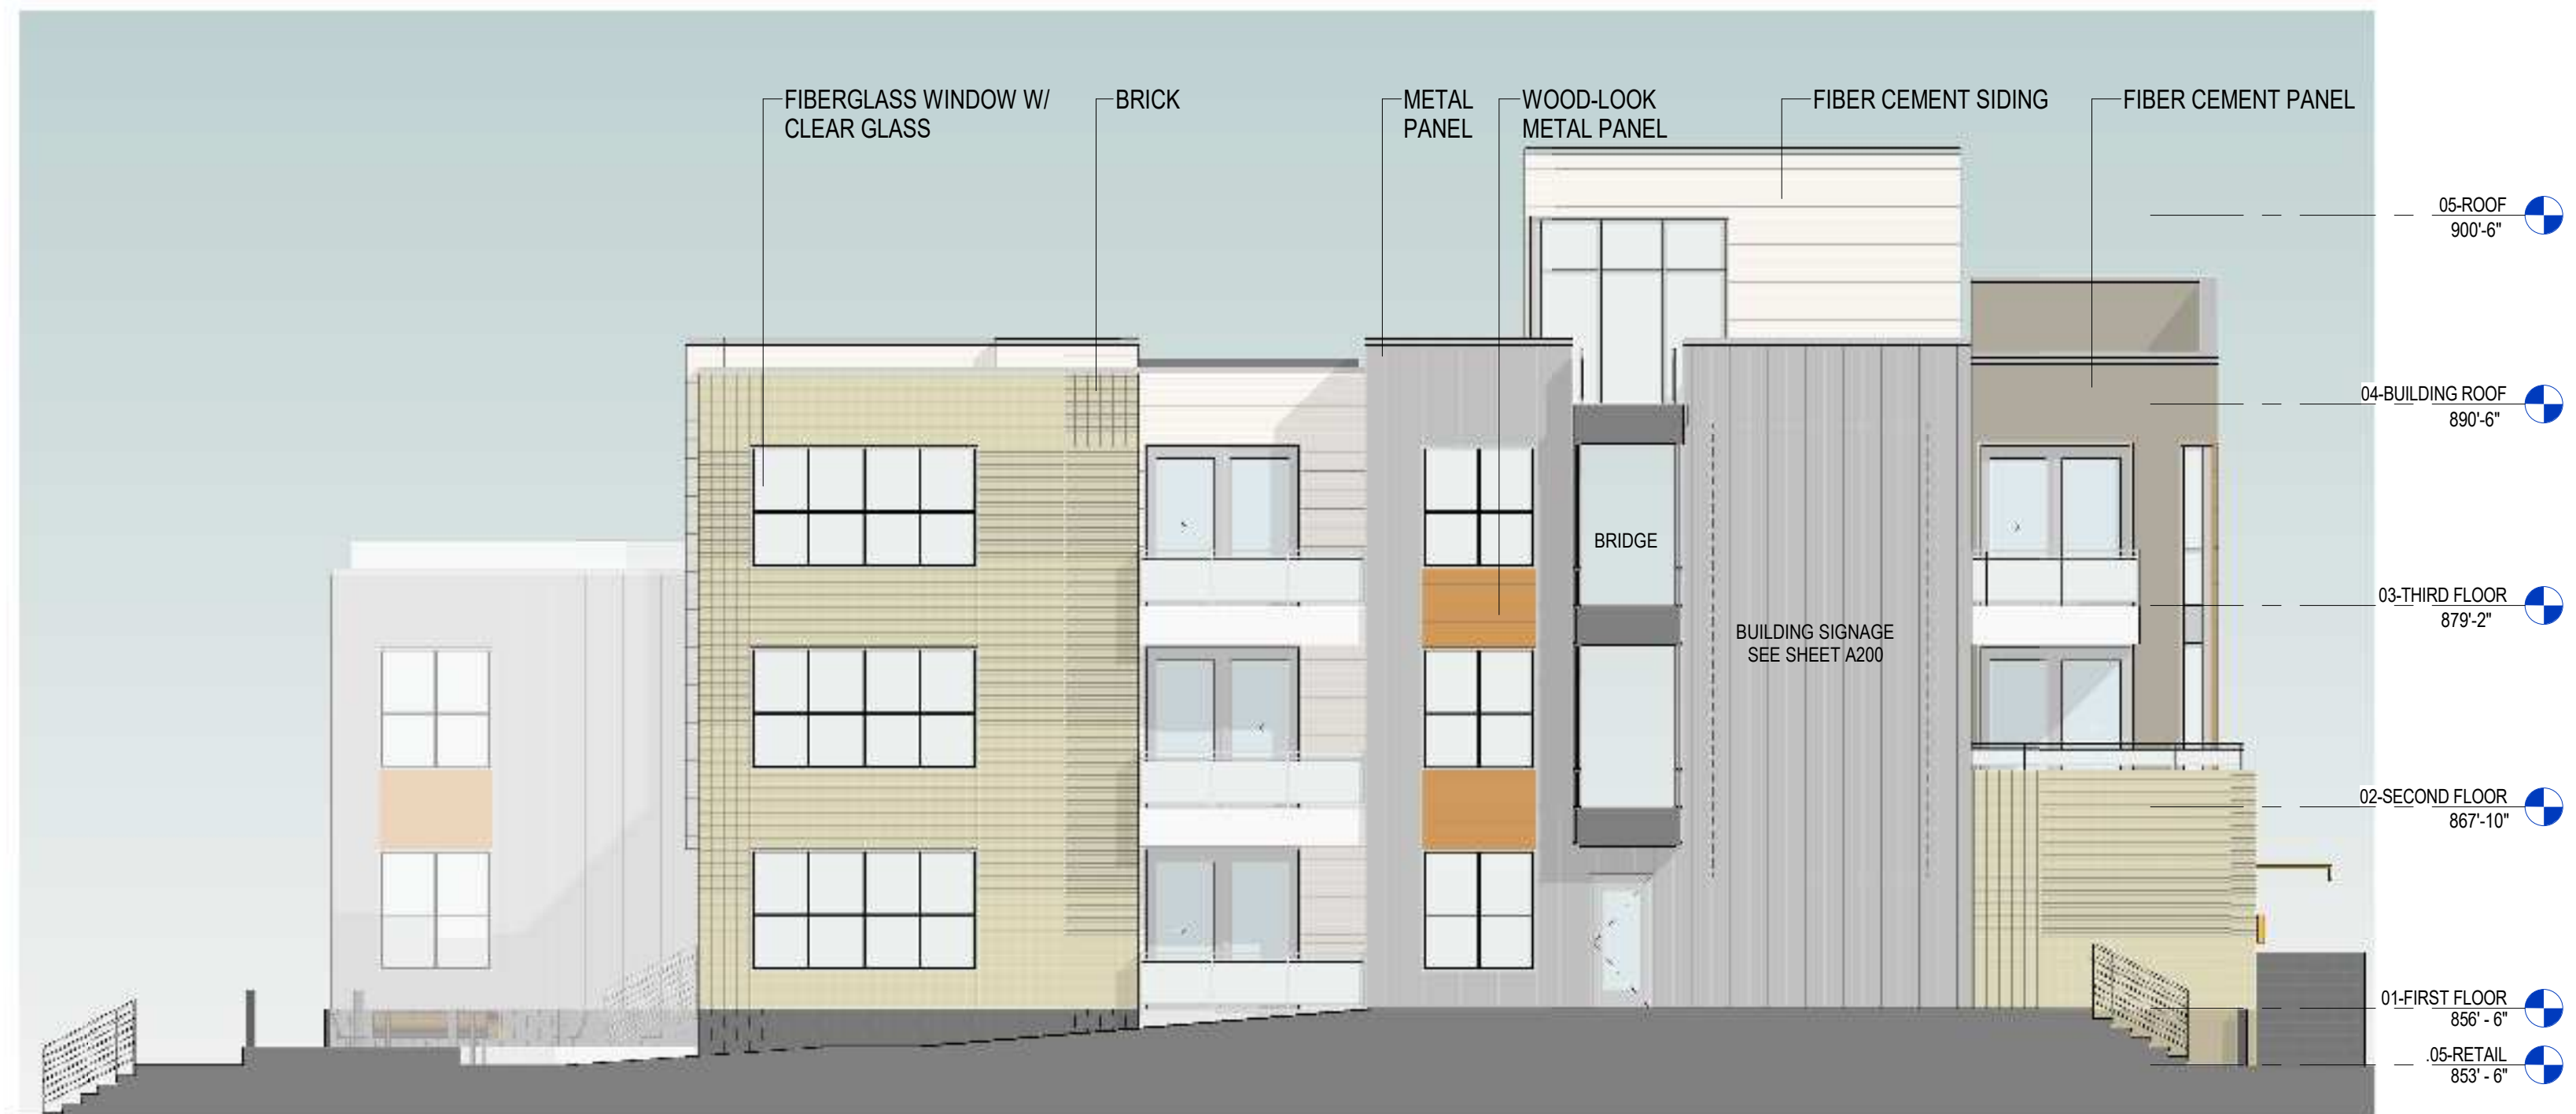 FIBERGLASS WINDOW W/
CLEAR GLASS
BRICK
METAL
PANEL
WOOD-LOOK
METAL PANEL
FIBER CEMENT SIDING
FIBER CEMENT PANEL
05-ROOF
900'-6"
04-BUILDING ROOF
890'-6"
BRIDGE
03-THIRD FLOOR
879'-2"
BUILDING SIGNAGE
SEE SHEET A200
02-SECOND FLOOR
867'-10"
01-FIRST FLOOR
856' - 6"
.05-RETAIL
853' - 6"